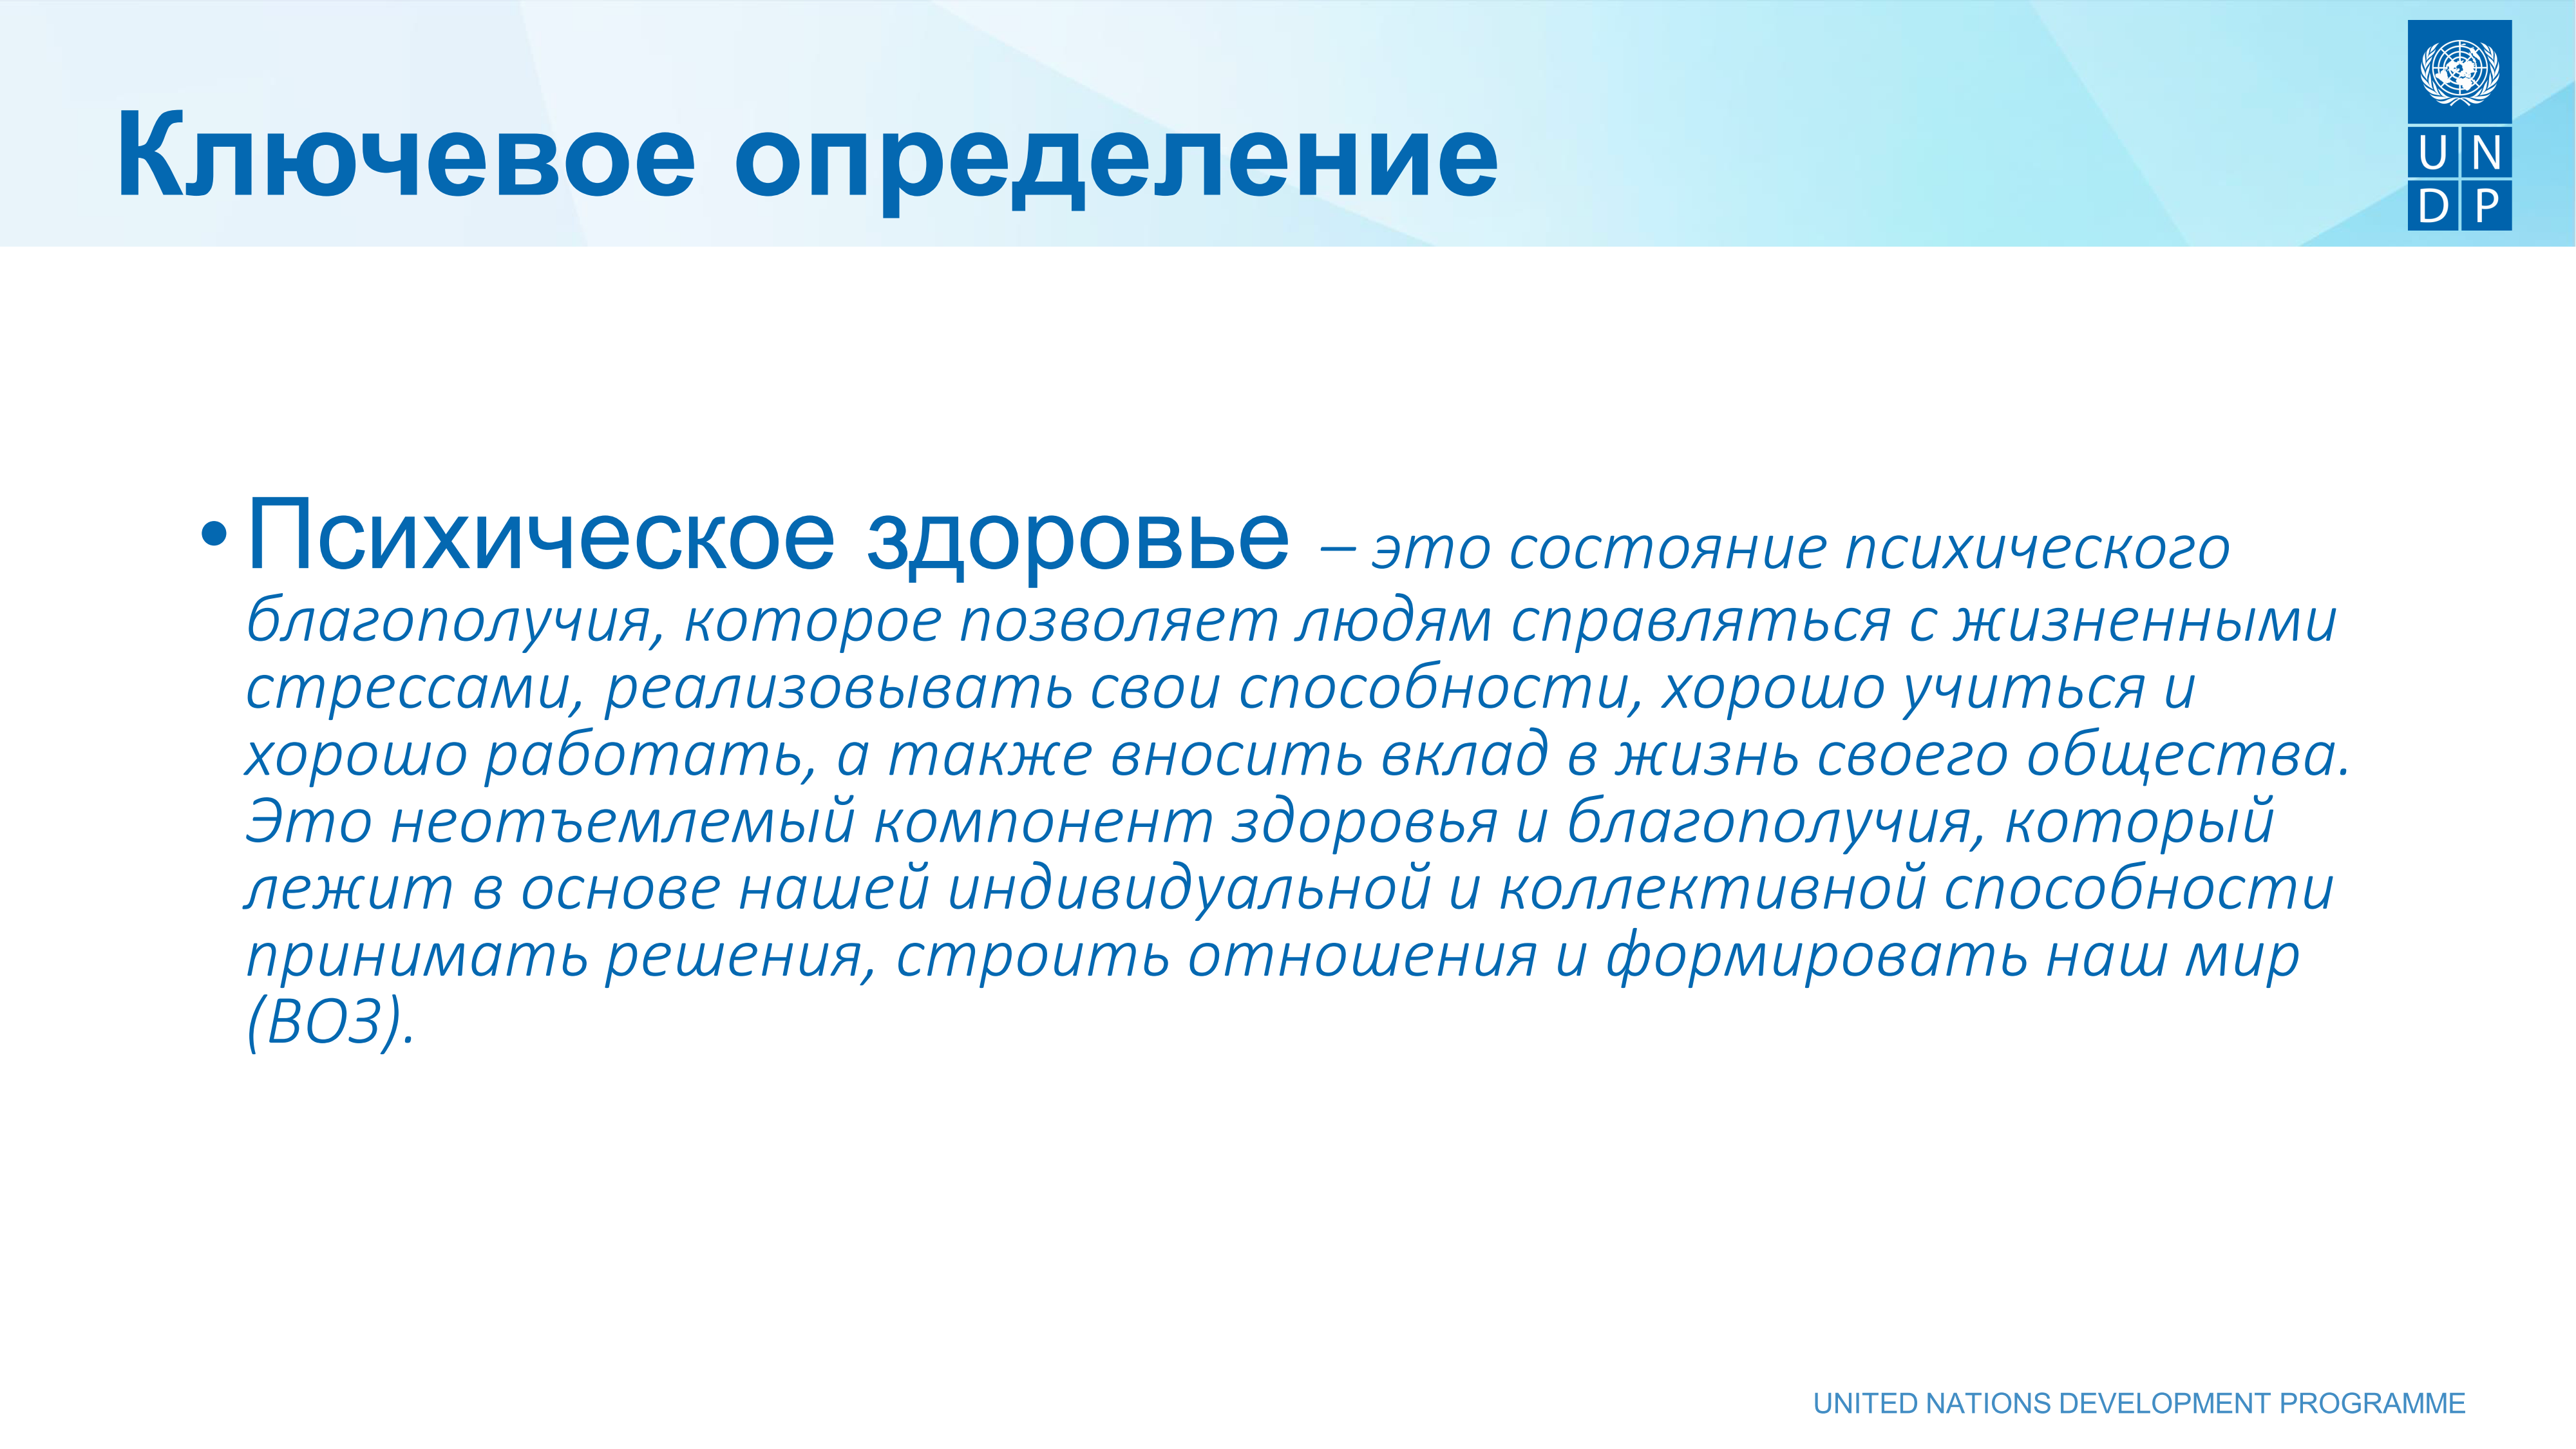 Ключевое определение
U N
D P
• Психическое здоровье – это состояние психического
благополучия, которое позволяет людям справляться с жизненными
стрессами, реализовывать свои способности, хорошо учиться и
хорошо работать, а также вносить вклад в жизнь своего общества.
Это неотъемлемый компонент здоровья и благополучия, который
лежит в основе нашей индивидуальной и коллективной способности
принимать решения, строить отношения и формировать наш мир
(ВОЗ).
UNITED NATIONS DEVELOPMENT PROGRAMME